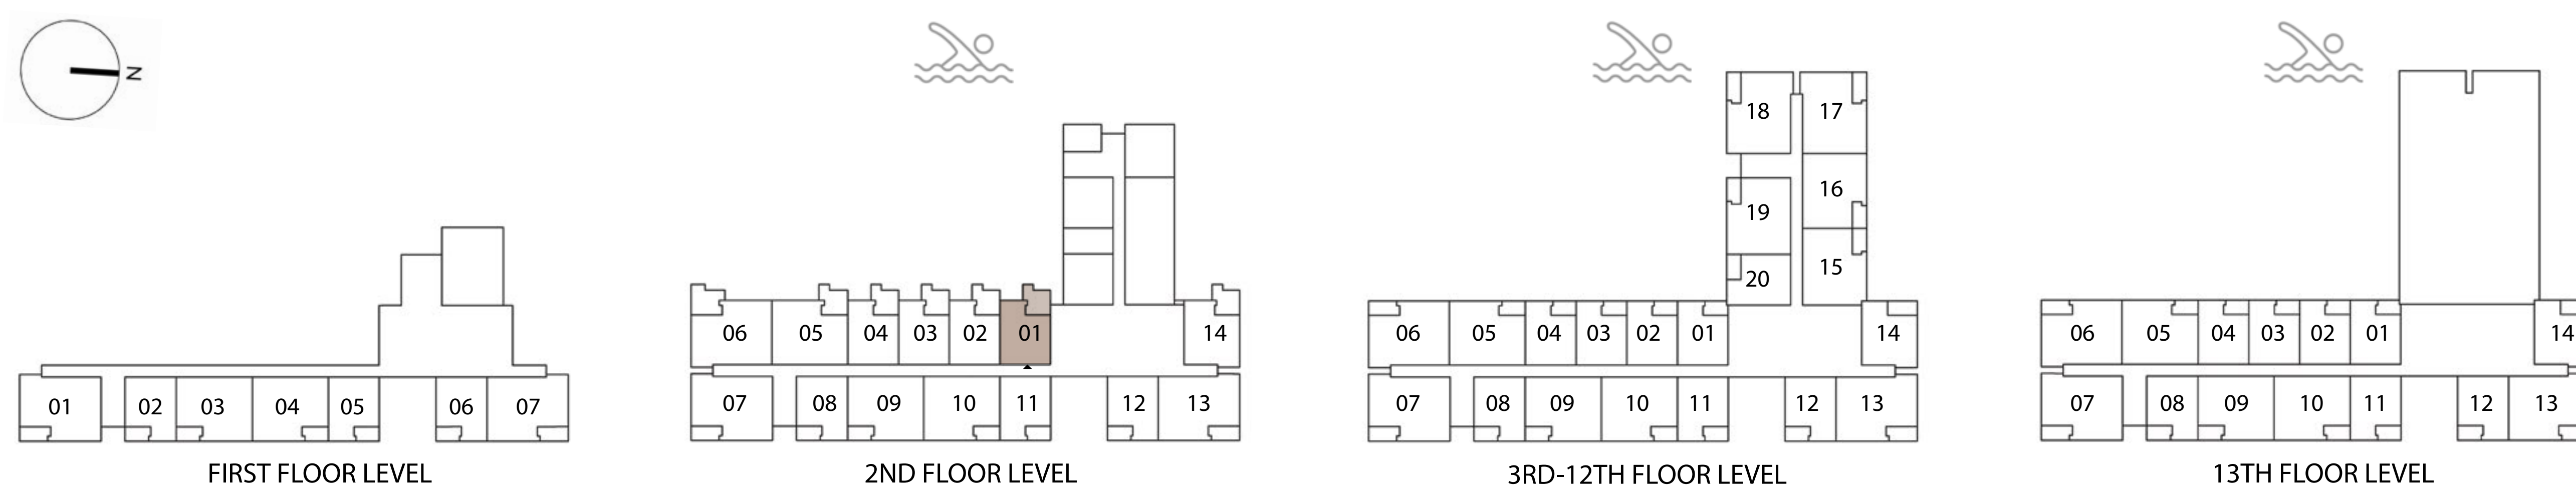 N
18 17
16
19
15
20
06 05 04 03 02 01 14
06 05 04 03 02 01 14
06 05 04 03 02 01 14
01 02 03 04 05 06 07
07 08 09 10 11 12 13
07 08 09 10 11 12 13
07 08 09 10 11 12 13
FIRST FLOOR LEVEL
2ND FLOOR LEVEL
3RD-12TH FLOOR LEVEL
13TH FLOOR LEVEL